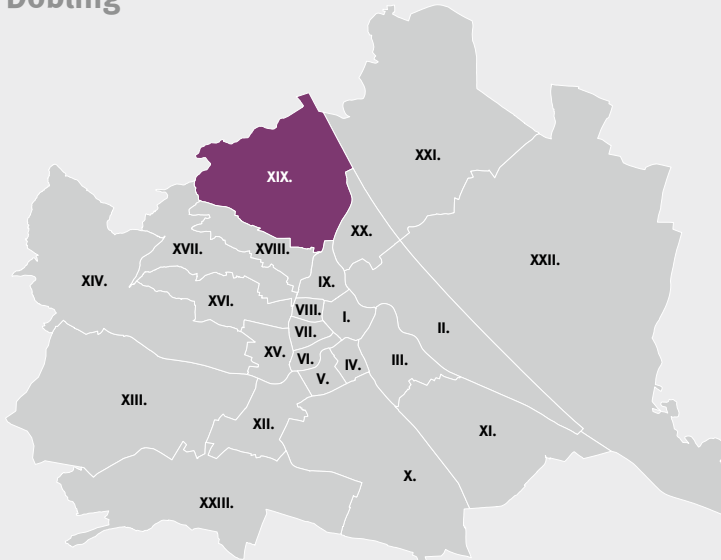 Döbling
XXI.
XIX.
XX.
XVII.
XVIII.
XXII.
XIV.
IX.
XVI.
VIII.
I.
II.
VII.
XV.
VI.
IV.
III.
V.
XIII.
XII.
XI.
X.
XXIII.